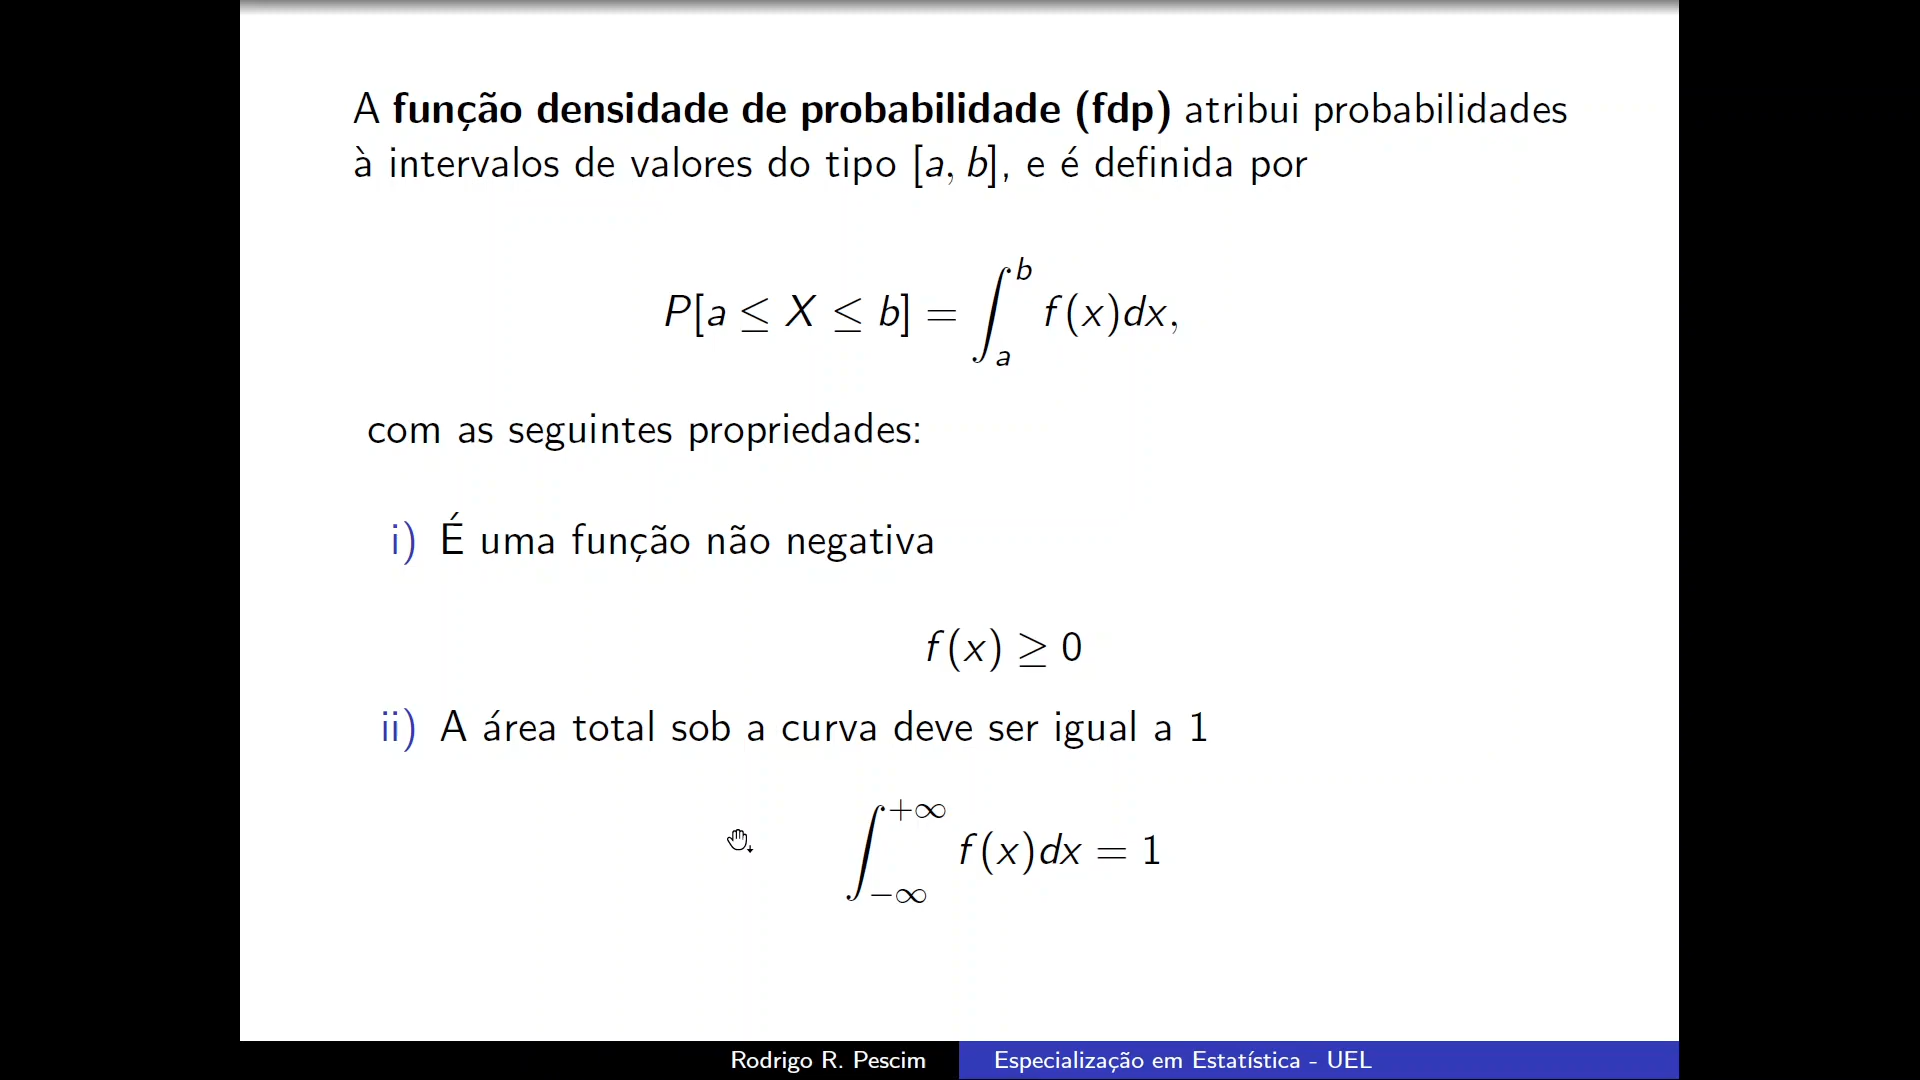 A função densidade de probabilidade (fdp) atribui probabilidades
à intervalos de valores do tipo [a, b], e é definida por
P[a ≤ X ≤ b] = ∫_a^b f(x)dx,
com as seguintes propriedades:
i) É uma função não negativa
f(x) ≥ 0
ii) A área total sob a curva deve ser igual a 1
∫_{−∞}^{+∞} f(x)dx = 1
Rodrigo R. Pescim Especialização em Estatística - UEL